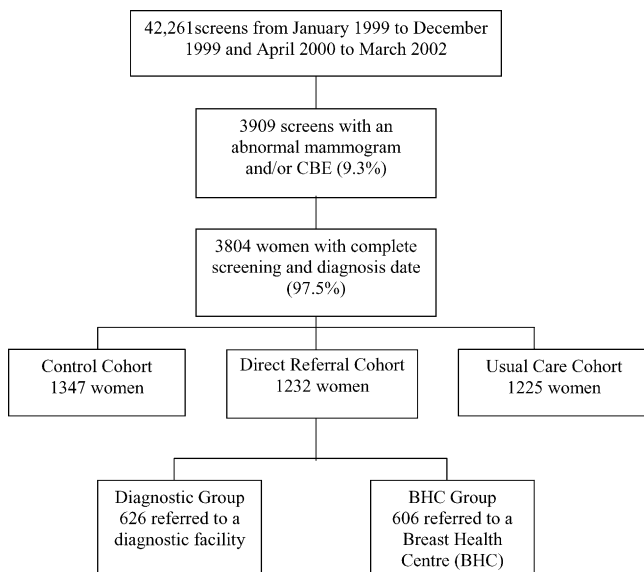 42,261screens from January 1999 to December
1999 and April 2000 to March 2002
3909 screens with an
abnormal mammogram
and/or CBE (9.3%)
3804 women with complete
screening and diagnosis date
(97.5%)
Control Cohort
1347 women
Direct Referral Cohort
1232 women
Usual Care Cohort
1225 women
Diagnostic Group
626 referred to a
diagnostic facility
BHC Group
606 referred to a
Breast Health
Centre (BHC)